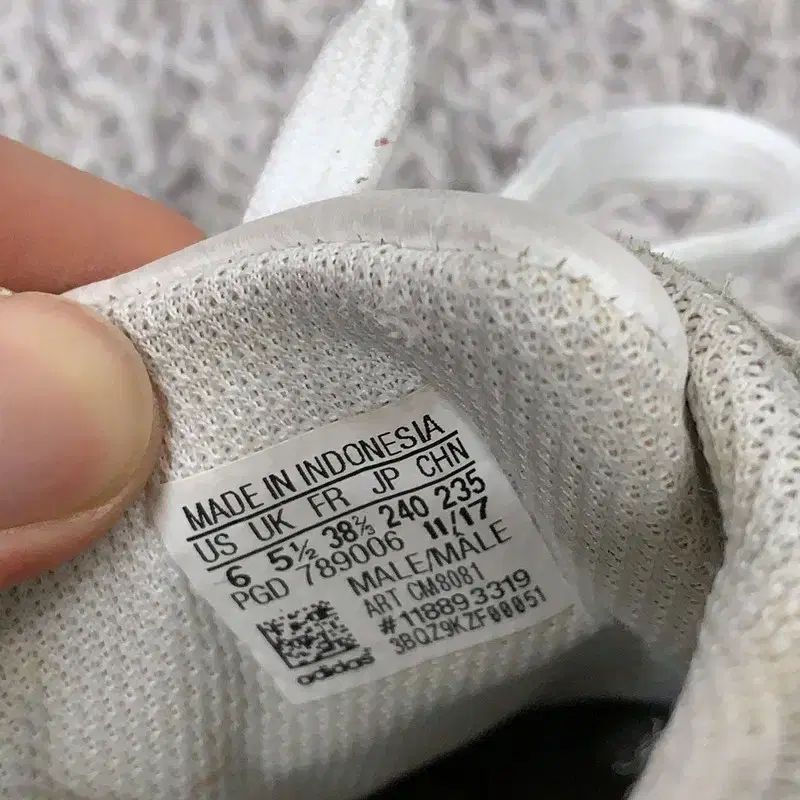 MADE IN INDONESIA
US UK FR JP CHN
6 5½ 38⅔ 240 235
PGD 789006 11/17
MALE/MÂLE
ART CM8081
#118893319
3BQZ9KZF00051
adidas